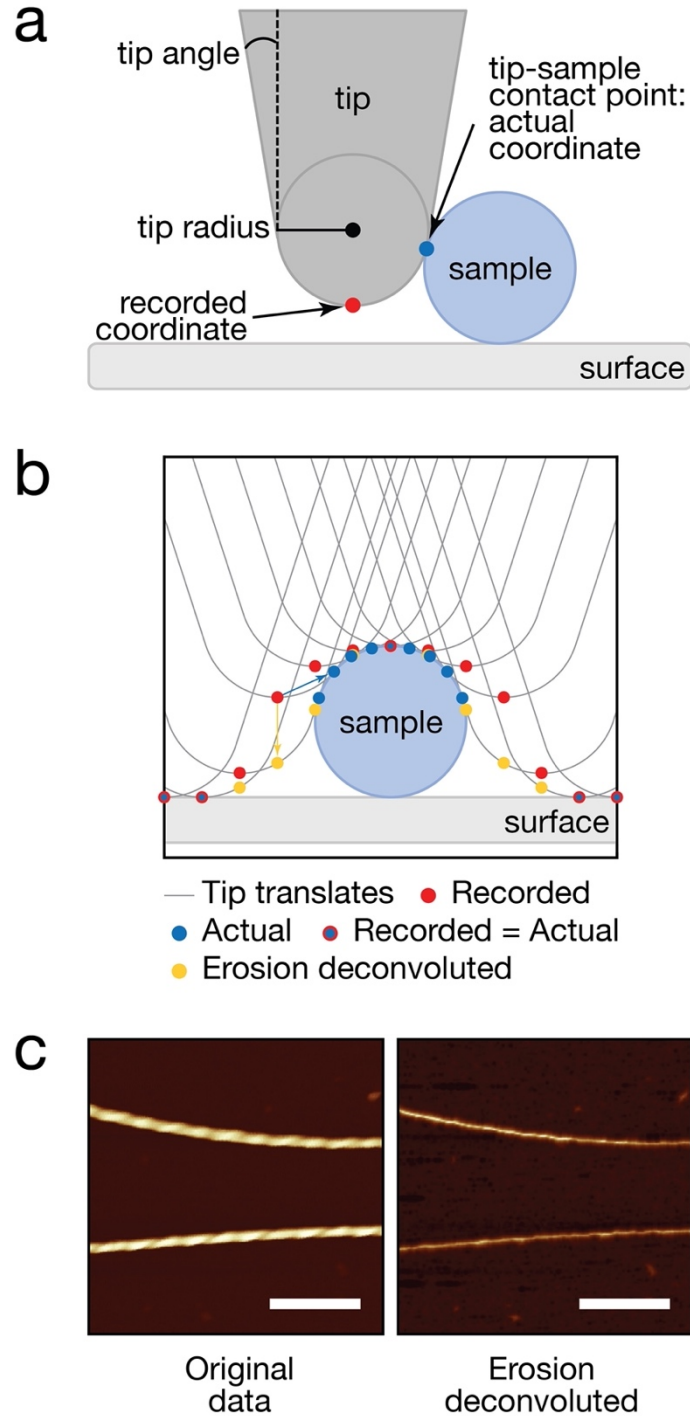 a
tip angle
tip
tip-sample
contact point:
actual
coordinate
tip radius
sample
recorded
coordinate
surface
b
sample
surface
Tip translates
Recorded
Actual
Recorded = Actual
Erosion deconvoluted
c
Original
data
Erosion
deconvoluted